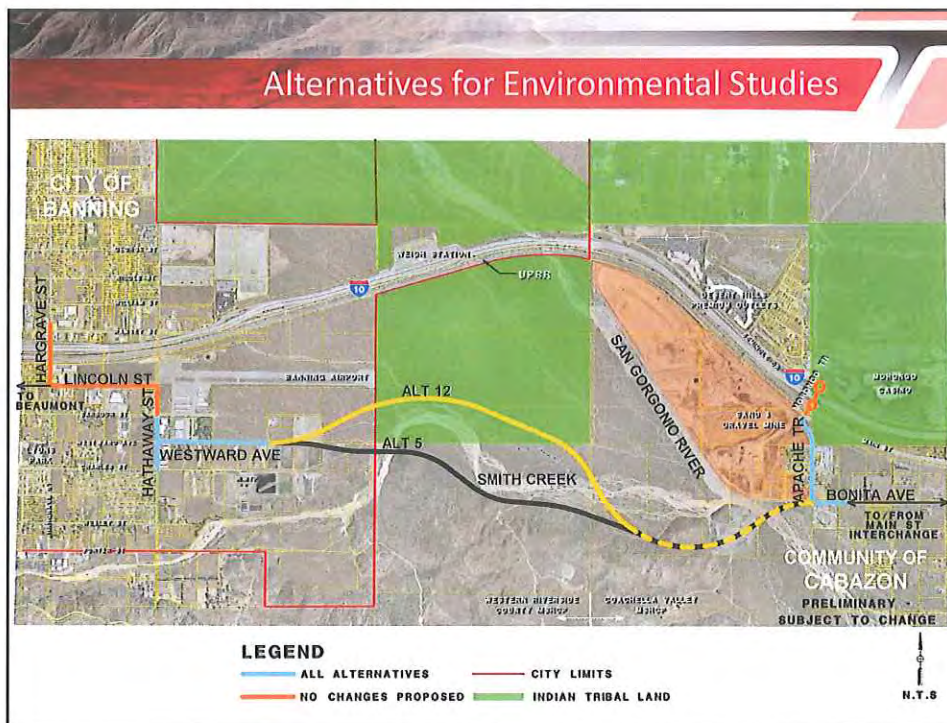 Alternatives for Environmental Studies
CITY OF
BANNING
WEIGH STATION
UPRR
10
DESERT HILLS
PREMIUM OUTLETS
HARGRAVE ST
LINCOLN ST
TO
BEAUMONT
HATHAWAY ST
BANNING AIRPORT
ALT 12
SAN GORGONIO RIVER
10
MORONGO
CASINO
SAND &
GRAVEL MINE
APACHE TR
WESTWARD AVE
ALT 5
SMITH CREEK
BONITA AVE
TO/FROM
MAIN ST
INTERCHANGE
COMMUNITY OF
CABAZON
WESTERN RIVERSIDE
COUNTY MSHCP
COACHELLA VALLEY
MSHCP
PRELIMINARY -
SUBJECT TO CHANGE
LEGEND
ALL ALTERNATIVES
CITY LIMITS
NO CHANGES PROPOSED
INDIAN TRIBAL LAND
N.T.S